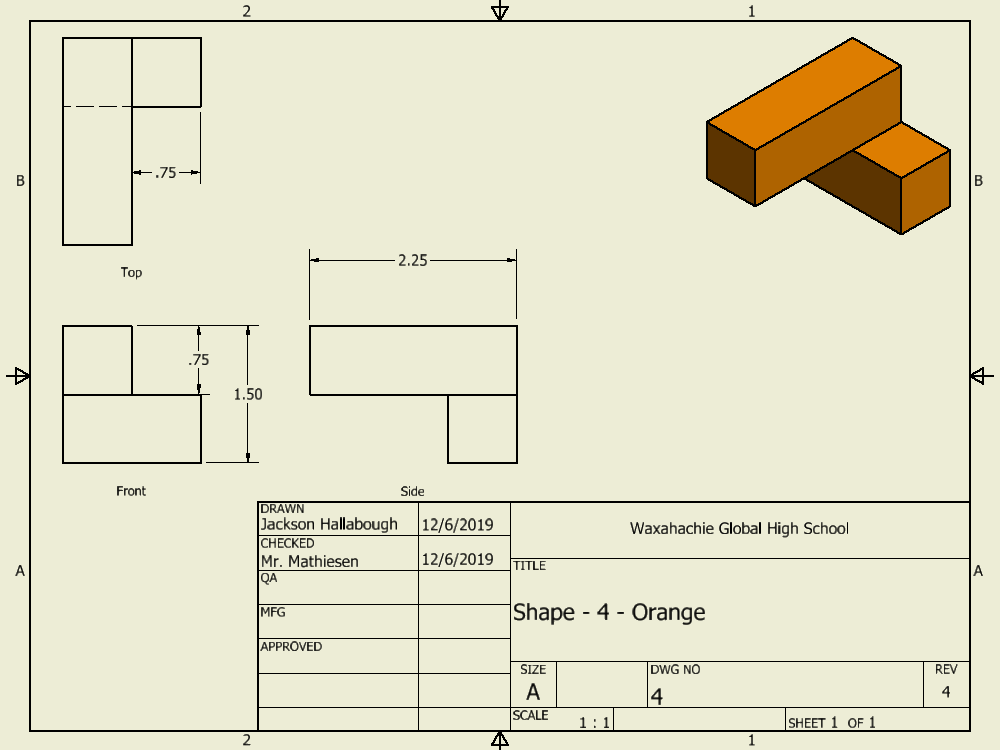 2 1
B B
.75
Top
2.25
.75
1.50
Front Side
DRAWN
Jackson Hallabough 12/6/2019
Waxahachie Global High School
CHECKED
Mr. Mathiesen 12/6/2019
TITLE
A A
QA
MFG
Shape - 4 - Orange
APPROVED
SIZE DWG NO REV
A 4 4
SCALE 1 : 1 SHEET 1 OF 1
2 1